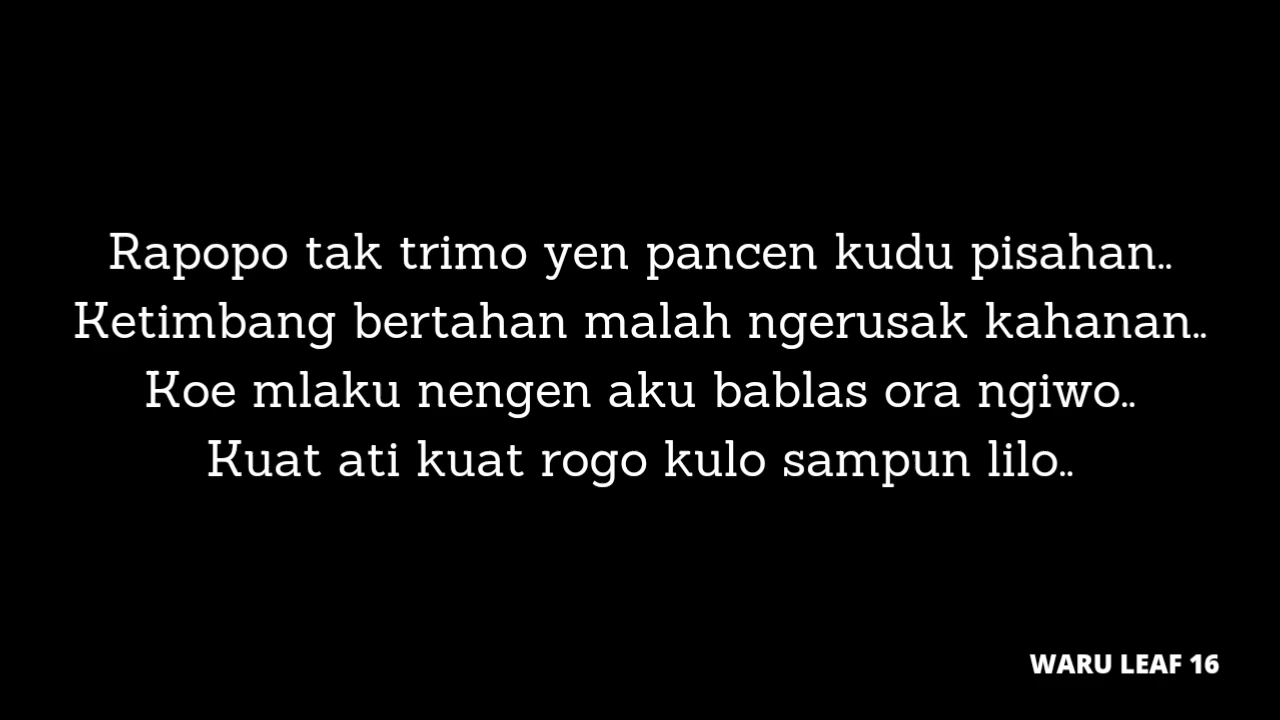 Rapopo tak trimo yen pancen kudu pisahan..
Ketimbang bertahan malah ngerusak kahanan..
Koe mlaku nengen aku bablas ora ngiwo..
Kuat ati kuat rogo kulo sampun lilo..
WARU LEAF 16